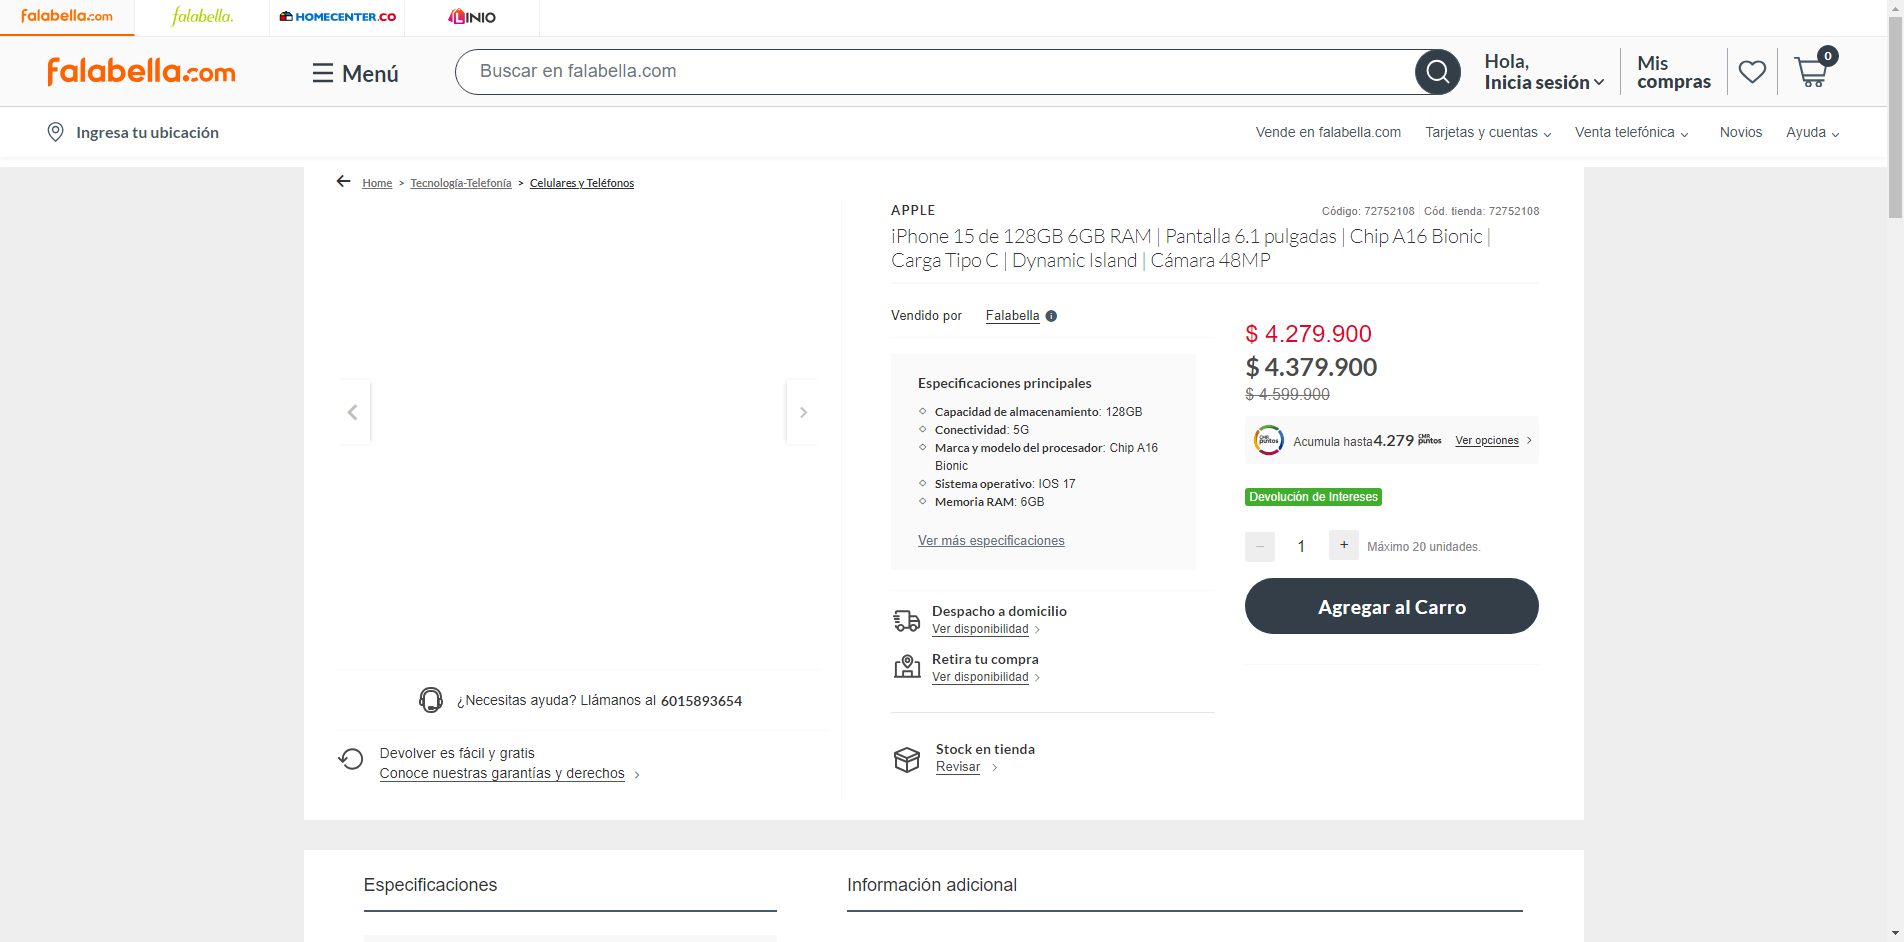 falabella.com
falabella.
HOMECENTER.CO
LINIO
falabella.com
Menú
Buscar en falabella.com
Hola,
Inicia sesión
Mis
compras
0
Ingresa tu ubicación
Vende en falabella.com
Tarjetas y cuentas
Venta telefónica
Novios
Ayuda
Home > Tecnología-Telefonía > Celulares y Teléfonos
APPLE
Código: 72752108
Cód. tienda: 72752108
iPhone 15 de 128GB 6GB RAM | Pantalla 6.1 pulgadas | Chip A16 Bionic |
Carga Tipo C | Dynamic Island | Cámara 48MP
Vendido por Falabella
Especificaciones principales
Capacidad de almacenamiento: 128GB
Conectividad: 5G
Marca y modelo del procesador: Chip A16
Bionic
Sistema operativo: IOS 17
Memoria RAM: 6GB
Ver más especificaciones
$ 4.279.900
$ 4.379.900
$ 4.599.900
CMR puntos
Acumula hasta 4.279 CMR puntos
Ver opciones
Devolución de Intereses
− 1 +
Máximo 20 unidades.
Agregar al Carro
Despacho a domicilio
Ver disponibilidad
Retira tu compra
Ver disponibilidad
Stock en tienda
Revisar
¿Necesitas ayuda? Llámanos al 6015893654
Devolver es fácil y gratis
Conoce nuestras garantías y derechos
Especificaciones
Información adicional